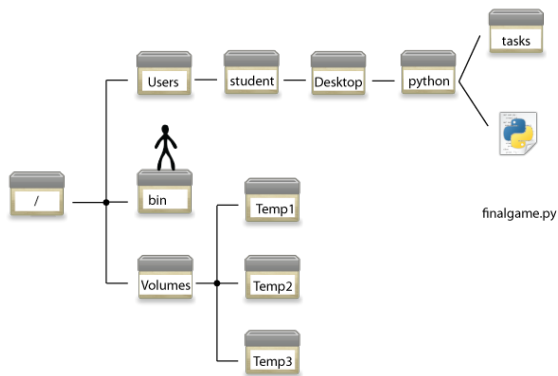 tasks
Users
student
Desktop
python
bin
/
Temp1
finalgame.py
Volumes
Temp2
Temp3